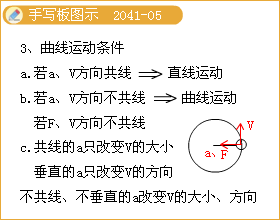 手写板图示 2041-05
3、曲线运动条件
a.若a、V方向共线 ⟹ 直线运动
b.若a、V方向不共线 ⟹ 曲线运动
若F、V方向不共线
c.共线的a只改变V的大小
垂直的a只改变V的方向
不共线、不垂直的a改变V的大小、方向
V
a、F